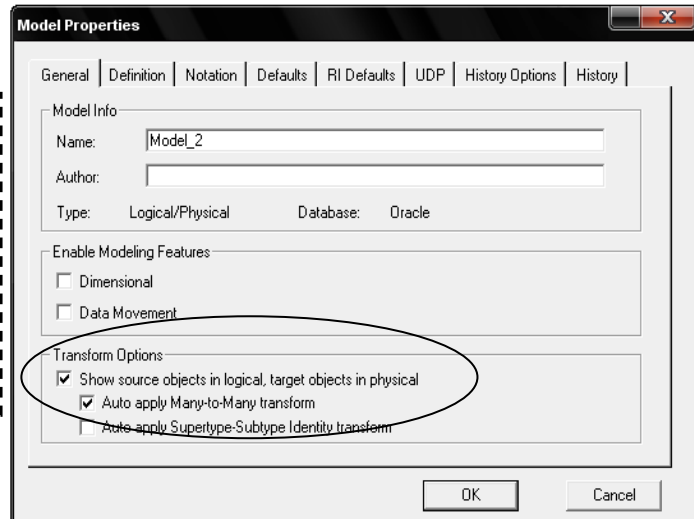 Model Properties
General Definition Notation Defaults RI Defaults UDP History Options History
Model Info
Name: Model_2
Author:
Type: Logical/Physical Database: Oracle
Enable Modeling Features
Dimensional
Data Movement
Transform Options
Show source objects in logical, target objects in physical
Auto apply Many-to-Many transform
Auto apply Supertype-Subtype Identity transform
OK Cancel